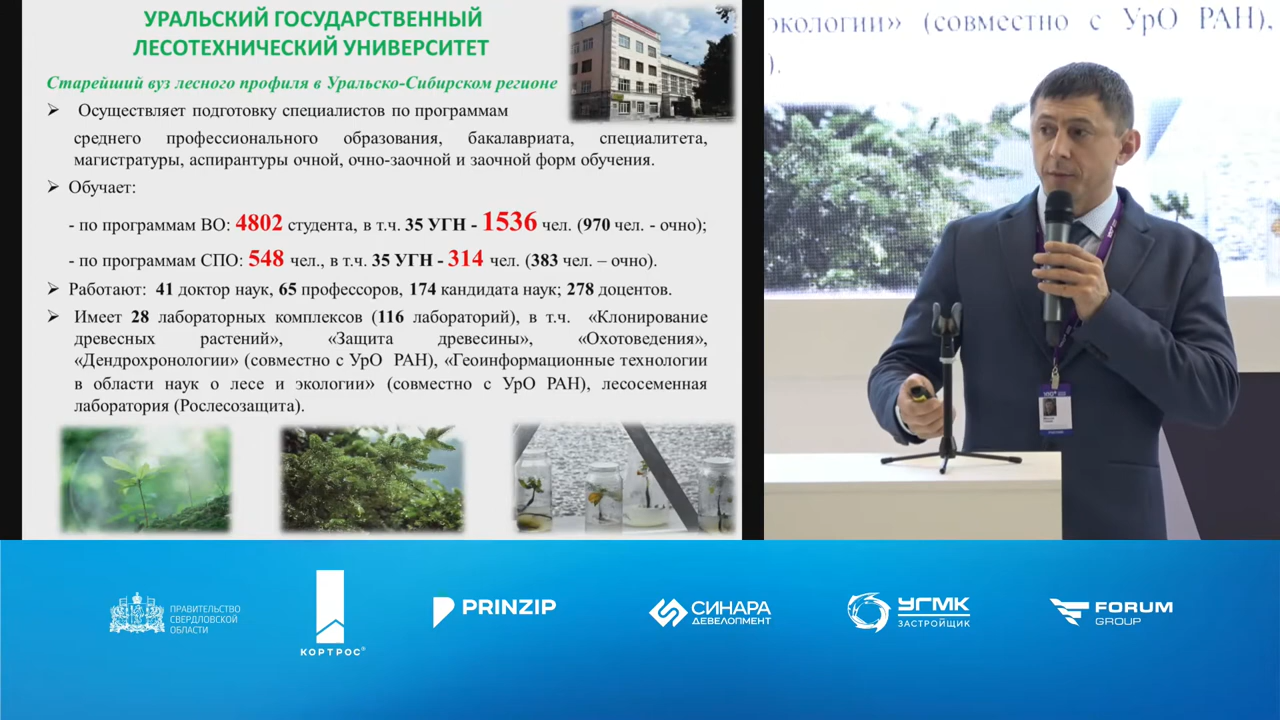 УРАЛЬСКИЙ ГОСУДАРСТВЕННЫЙ
ЛЕСОТЕХНИЧЕСКИЙ УНИВЕРСИТЕТ
Старейший вуз лесного профиля в Уральско-Сибирском регионе
➢ Осуществляет подготовку специалистов по программам
среднего профессионального образования, бакалавриата, специалитета,
магистратуры, аспирантуры очной, очно-заочной и заочной форм обучения.
➢ Обучает:
- по программам ВО: 4802 студента, в т.ч. 35 УГН - 1536 чел. (970 чел. - очно);
- по программам СПО: 548 чел., в т.ч. 35 УГН - 314 чел. (383 чел. – очно).
➢ Работают: 41 доктор наук, 65 профессоров, 174 кандидата наук; 278 доцентов.
➢ Имеет 28 лабораторных комплексов (116 лабораторий), в т.ч. «Клонирование
древесных растений», «Защита древесины», «Охотоведения»,
«Дендрохронологии» (совместно с УрО РАН), «Геоинформационные технологии
в области наук о лесе и экологии» (совместно с УрО РАН), лесосеменная
лаборатория (Рослесозащита).
экологии» (совместно с УрО РАН),
).
ПРАВИТЕЛЬСТВО
СВЕРДЛОВСКОЙ
ОБЛАСТИ
КОРТРОС®
PRINZIP
СИНАРА
ДЕВЕЛОПМЕНТ
УГМК
ЗАСТРОЙЩИК
FORUM
GROUP